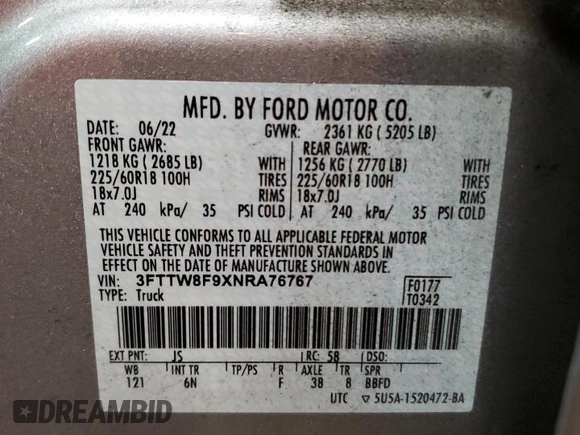 MFD. BY FORD MOTOR CO.
DATE: 06/22 GVWR: 2361 KG ( 5205 LB)
FRONT GAWR: REAR GAWR:
1218 KG ( 2685 LB) WITH 1256 KG ( 2770 LB) WITH
225/60R18 100H TIRES 225/60R18 100H TIRES
18x7.0J RIMS 18x7.0J RIMS
AT 240 kPa/ 35 PSI COLD AT 240 kPa/ 35 PSI COLD
THIS VEHICLE CONFORMS TO ALL APPLICABLE FEDERAL MOTOR
VEHICLE SAFETY AND THEFT PREVENTION STANDARDS IN
EFFECT ON THE DATE OF MANUFACTURE SHOWN ABOVE.
VIN: 3FTTW8F9XNRA76767 F0177
TYPE: Truck T0342
EXT PNT: JS RC: 58 DSO:
WB INT TR TP/PS R AXLE TR SPR
121 6N F 38 8 BBFD
UTC ▽ 5U5A-1520472-BA
DREAMBID